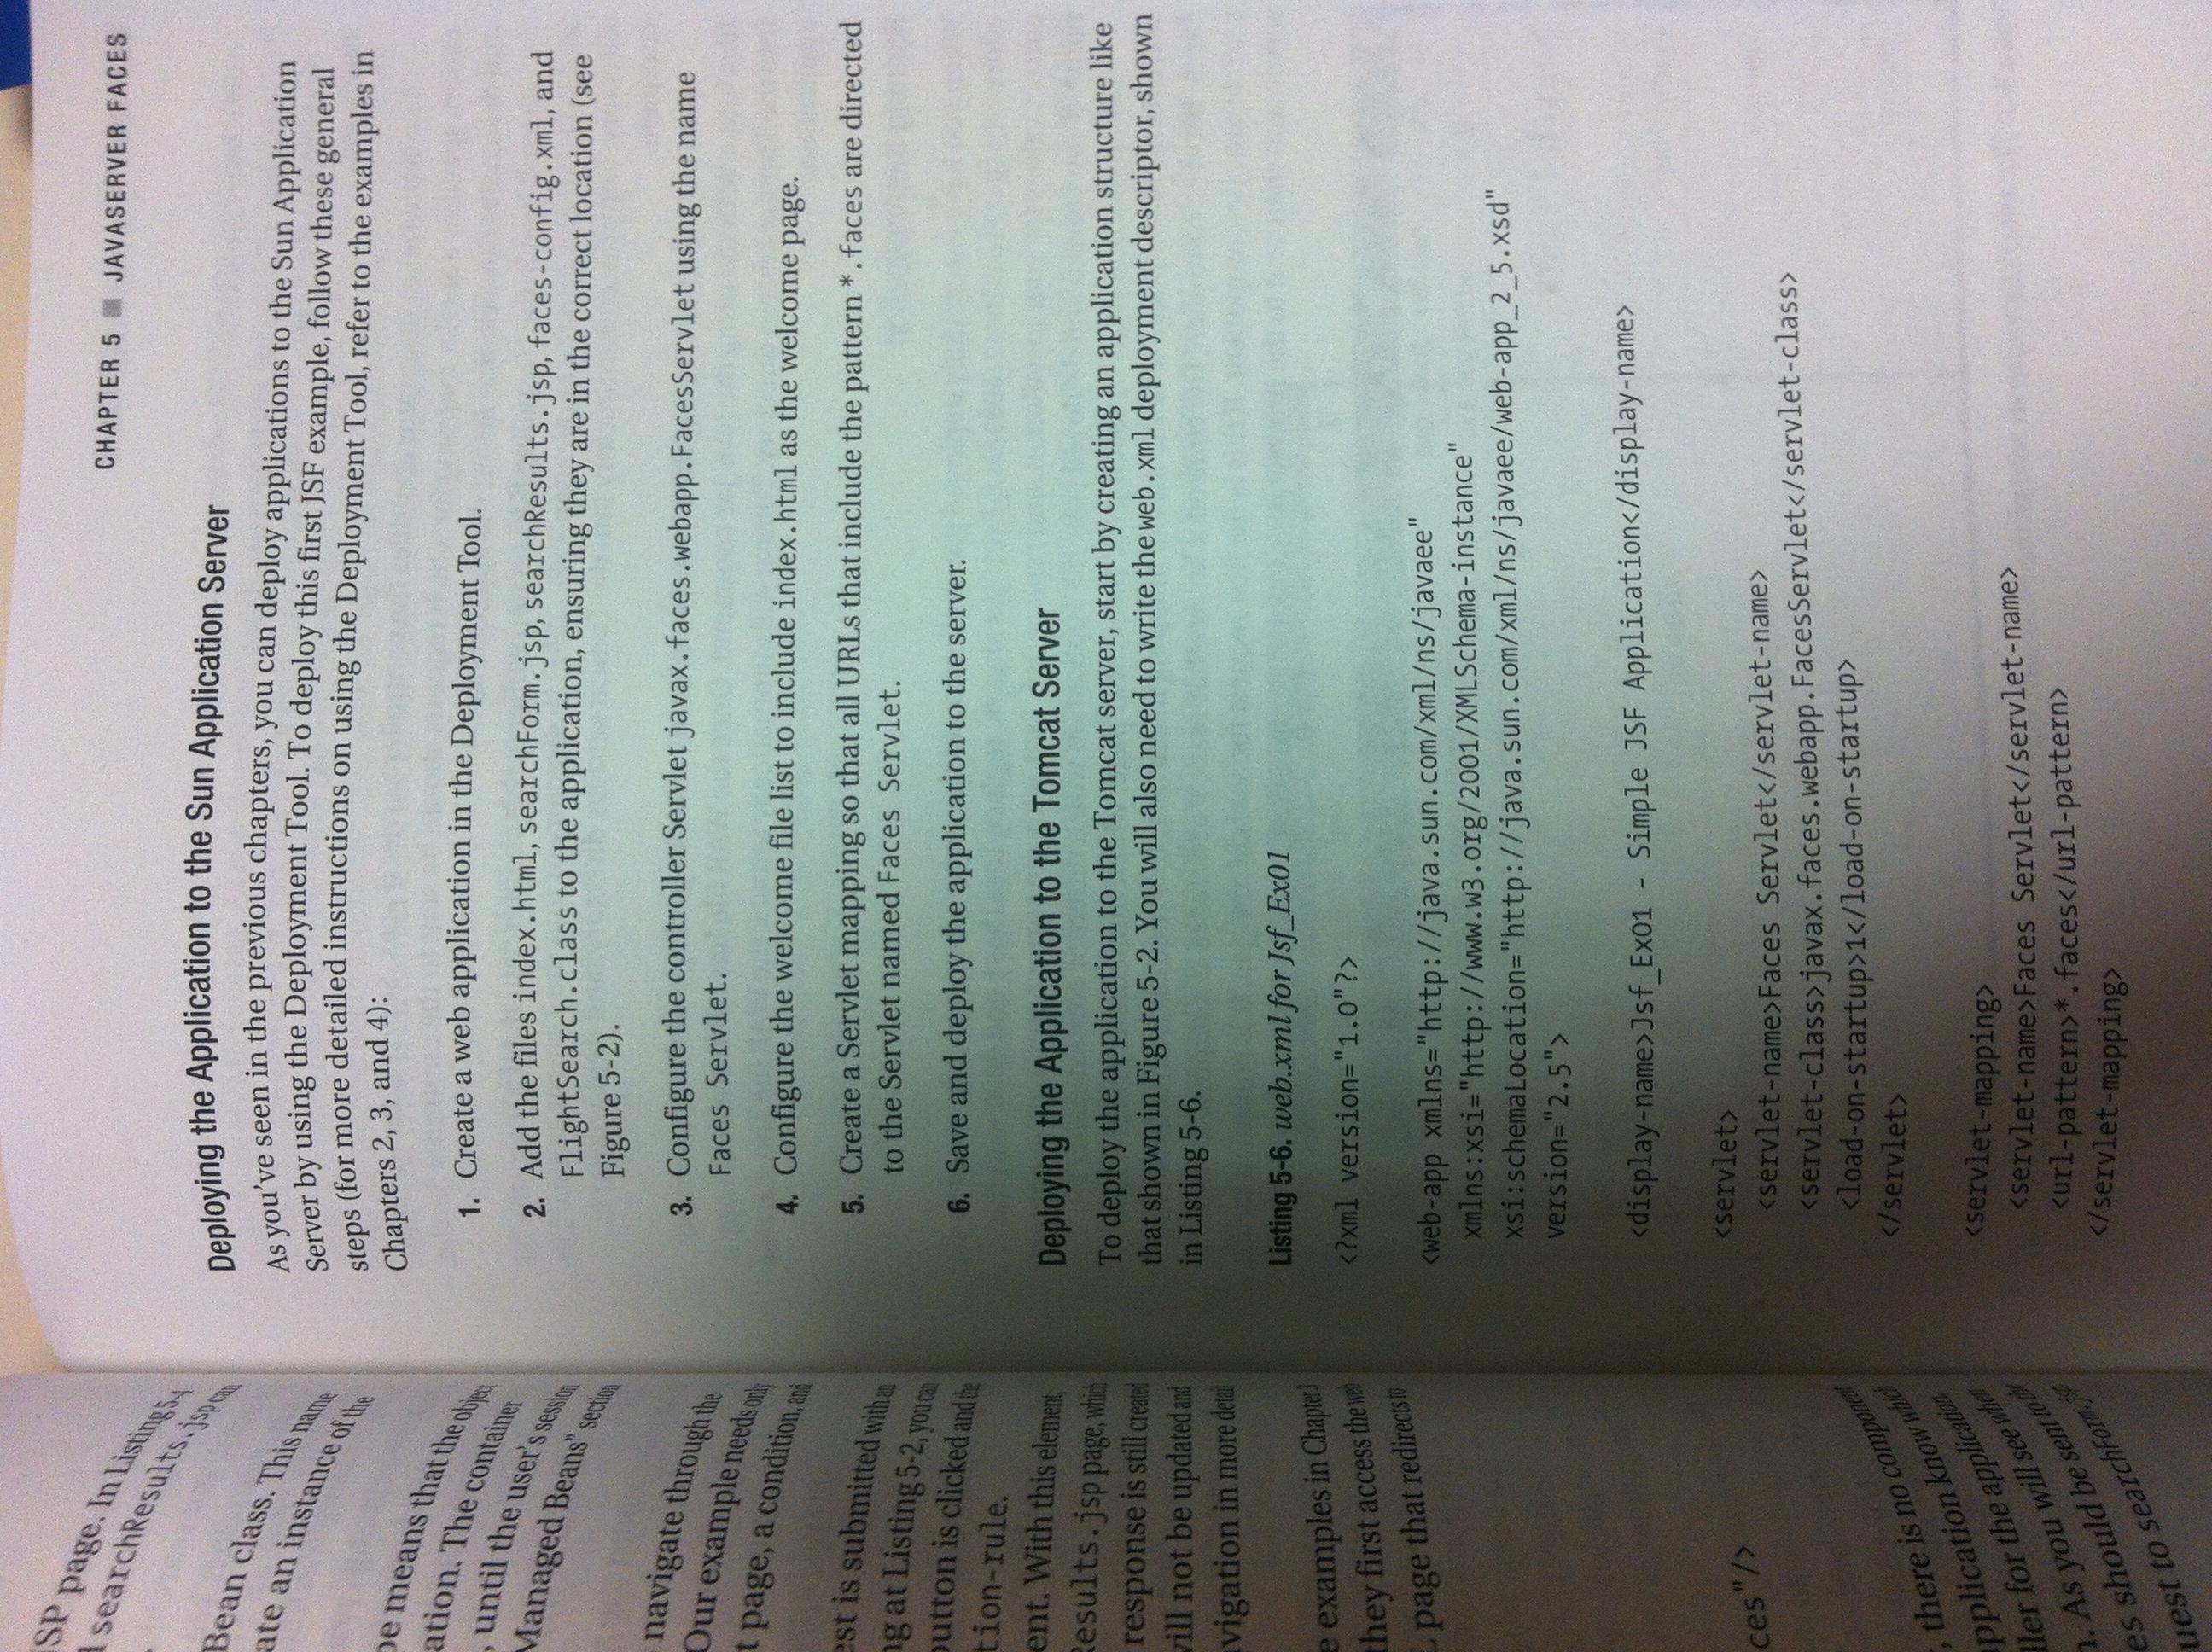 JSP page. In Listing 5-4,
d searchResults.jsp can
Bean class. This name
ate an instance of the
be means that the object
ation. The container
, until the user's session
Managed Beans" section
navigate through the
Our example needs only
t page, a condition, and
est is submitted with an
ng at Listing 5-2, you can
outton is clicked and the
tion-rule.
ent. With this element,
Results.jsp page, which
response is still created
vill not be updated and
vigation in more detail
e examples in Chapter 3
they first access the web
page that redirects to
ces"/>
, there is no component
pplication know which
ller for the application.
n. As you will see when
es should be sent to the
uest to searchForm.jsp
CHAPTER 5 ■ JAVASERVER FACES
Deploying the Application to the Sun Application Server
As you've seen in the previous chapters, you can deploy applications to the Sun Application
Server by using the Deployment Tool. To deploy this first JSF example, follow these general
steps (for more detailed instructions on using the Deployment Tool, refer to the examples in
Chapters 2, 3, and 4):
1. Create a web application in the Deployment Tool.
2. Add the files index.html, searchForm.jsp, searchResults.jsp, faces-config.xml, and
FlightSearch.class to the application, ensuring they are in the correct location (see
Figure 5-2).
3. Configure the controller Servlet javax.faces.webapp.FacesServlet using the name
Faces Servlet.
4. Configure the welcome file list to include index.html as the welcome page.
5. Create a Servlet mapping so that all URLs that include the pattern *.faces are directed
to the Servlet named Faces Servlet.
6. Save and deploy the application to the server.
Deploying the Application to the Tomcat Server
To deploy the application to the Tomcat server, start by creating an application structure like
that shown in Figure 5-2. You will also need to write the web.xml deployment descriptor, shown
in Listing 5-6.
Listing 5-6. web.xml for Jsf_Ex01
<?xml version="1.0"?>
<web-app xmlns="http://java.sun.com/xml/ns/javaee"
xmlns:xsi="http://www.w3.org/2001/XMLSchema-instance"
xsi:schemaLocation="http://java.sun.com/xml/ns/javaee/web-app_2_5.xsd"
version="2.5">
<display-name>Jsf_Ex01 - Simple JSF Application</display-name>
<servlet>
<servlet-name>Faces Servlet</servlet-name>
<servlet-class>javax.faces.webapp.FacesServlet</servlet-class>
<load-on-startup>1</load-on-startup>
</servlet>
<servlet-mapping>
<servlet-name>Faces Servlet</servlet-name>
<url-pattern>*.faces</url-pattern>
</servlet-mapping>